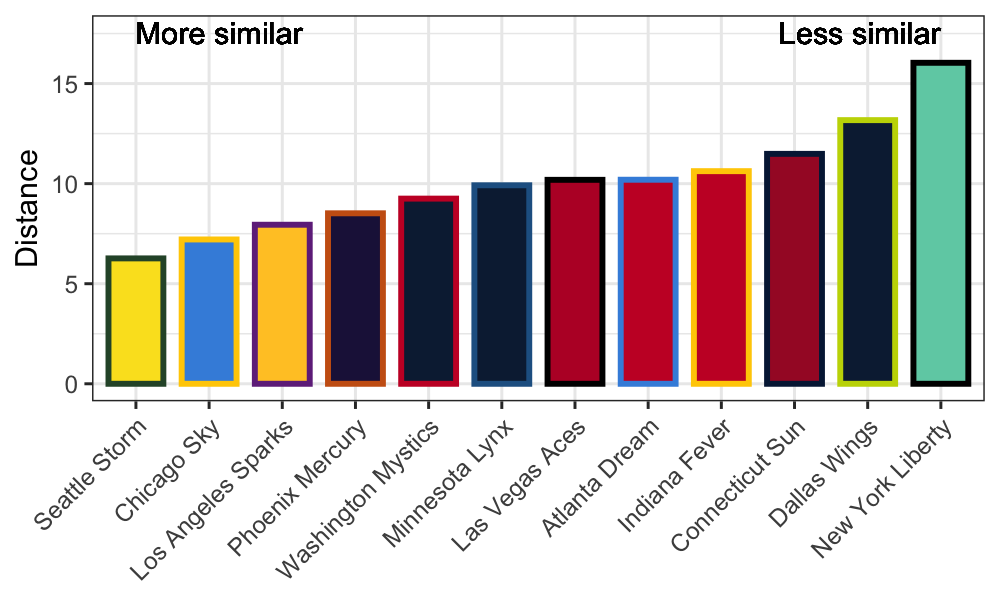 More similar
Less similar
Distance
15
10
5
0
Seattle Storm
Chicago Sky
Los Angeles Sparks
Phoenix Mercury
Washington Mystics
Minnesota Lynx
Las Vegas Aces
Atlanta Dream
Indiana Fever
Connecticut Sun
Dallas Wings
New York Liberty